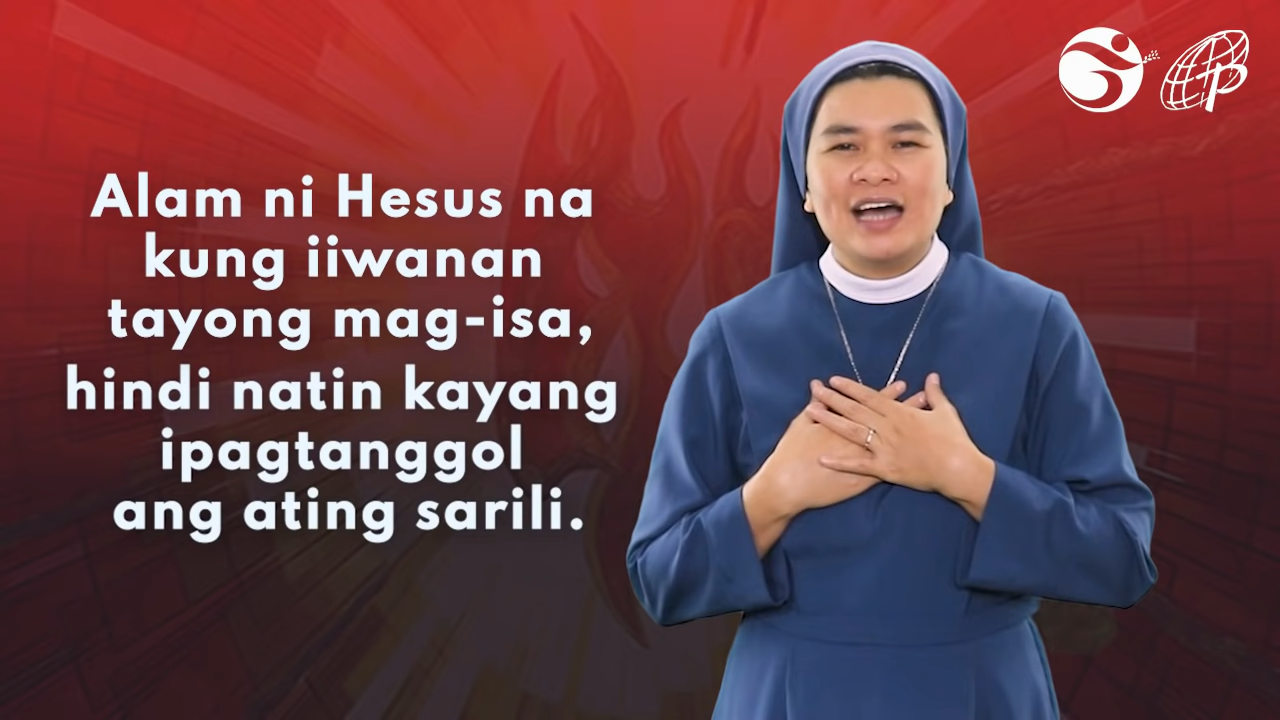 Alam ni Hesus na
kung iiwanan
tayong mag-isa,
hindi natin kayang
ipagtanggol
ang ating sarili.